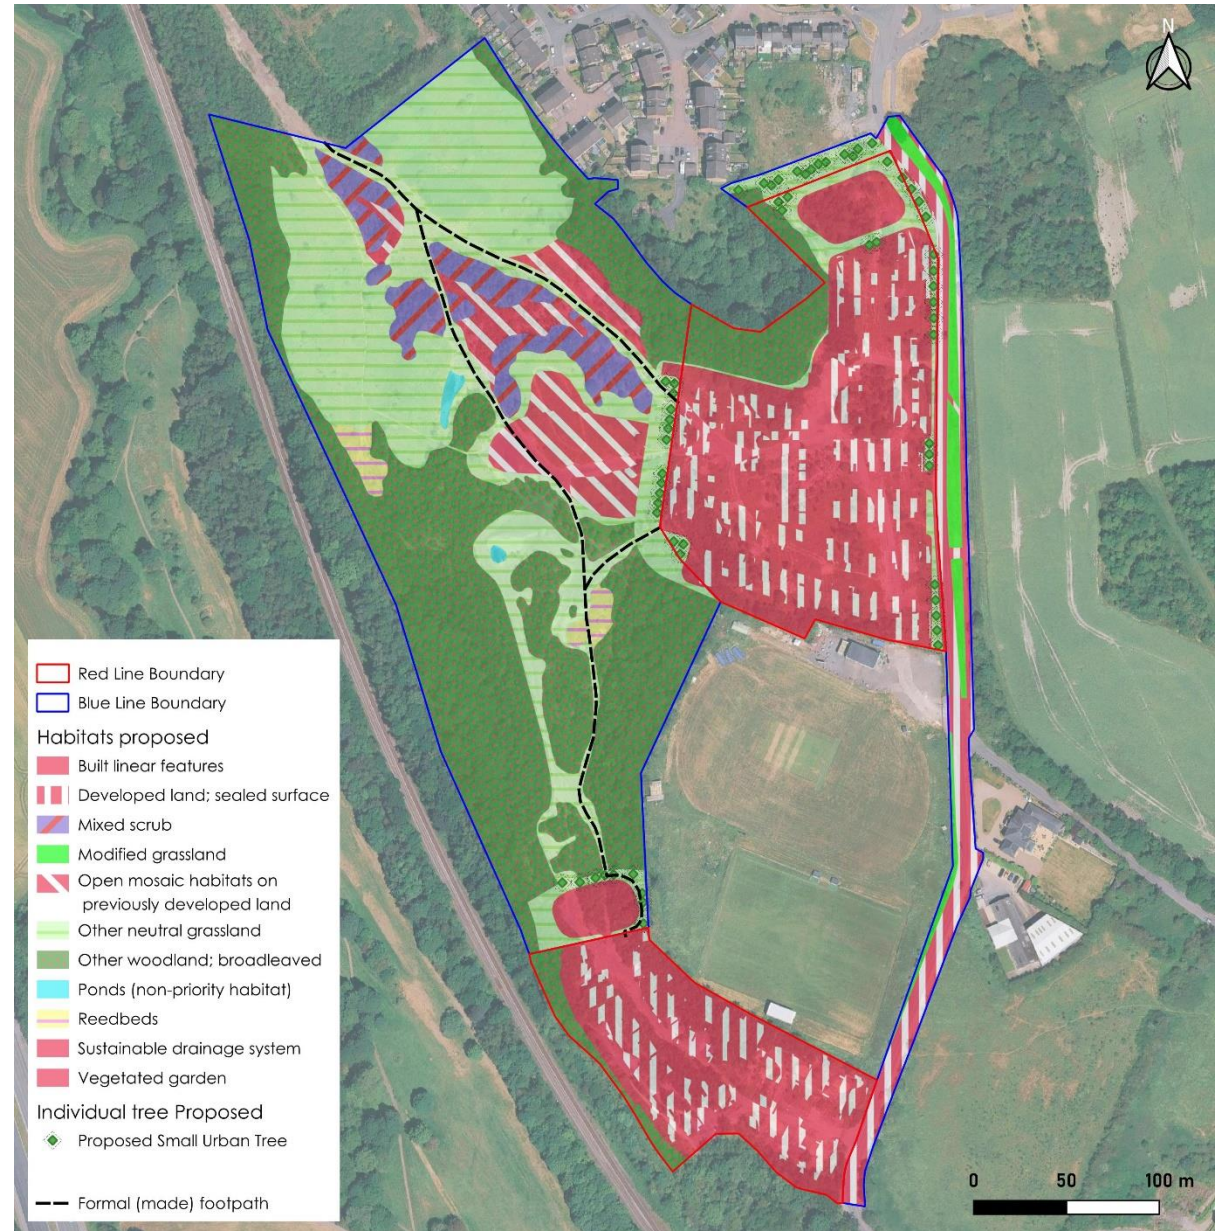 N
Red Line Boundary
Blue Line Boundary
Habitats proposed
Built linear features
Developed land; sealed surface
Mixed scrub
Modified grassland
Open mosaic habitats on
previously developed land
Other neutral grassland
Other woodland; broadleaved
Ponds (non-priority habitat)
Reedbeds
Sustainable drainage system
Vegetated garden
Individual tree Proposed
Proposed Small Urban Tree
Formal (made) footpath
0 50 100 m